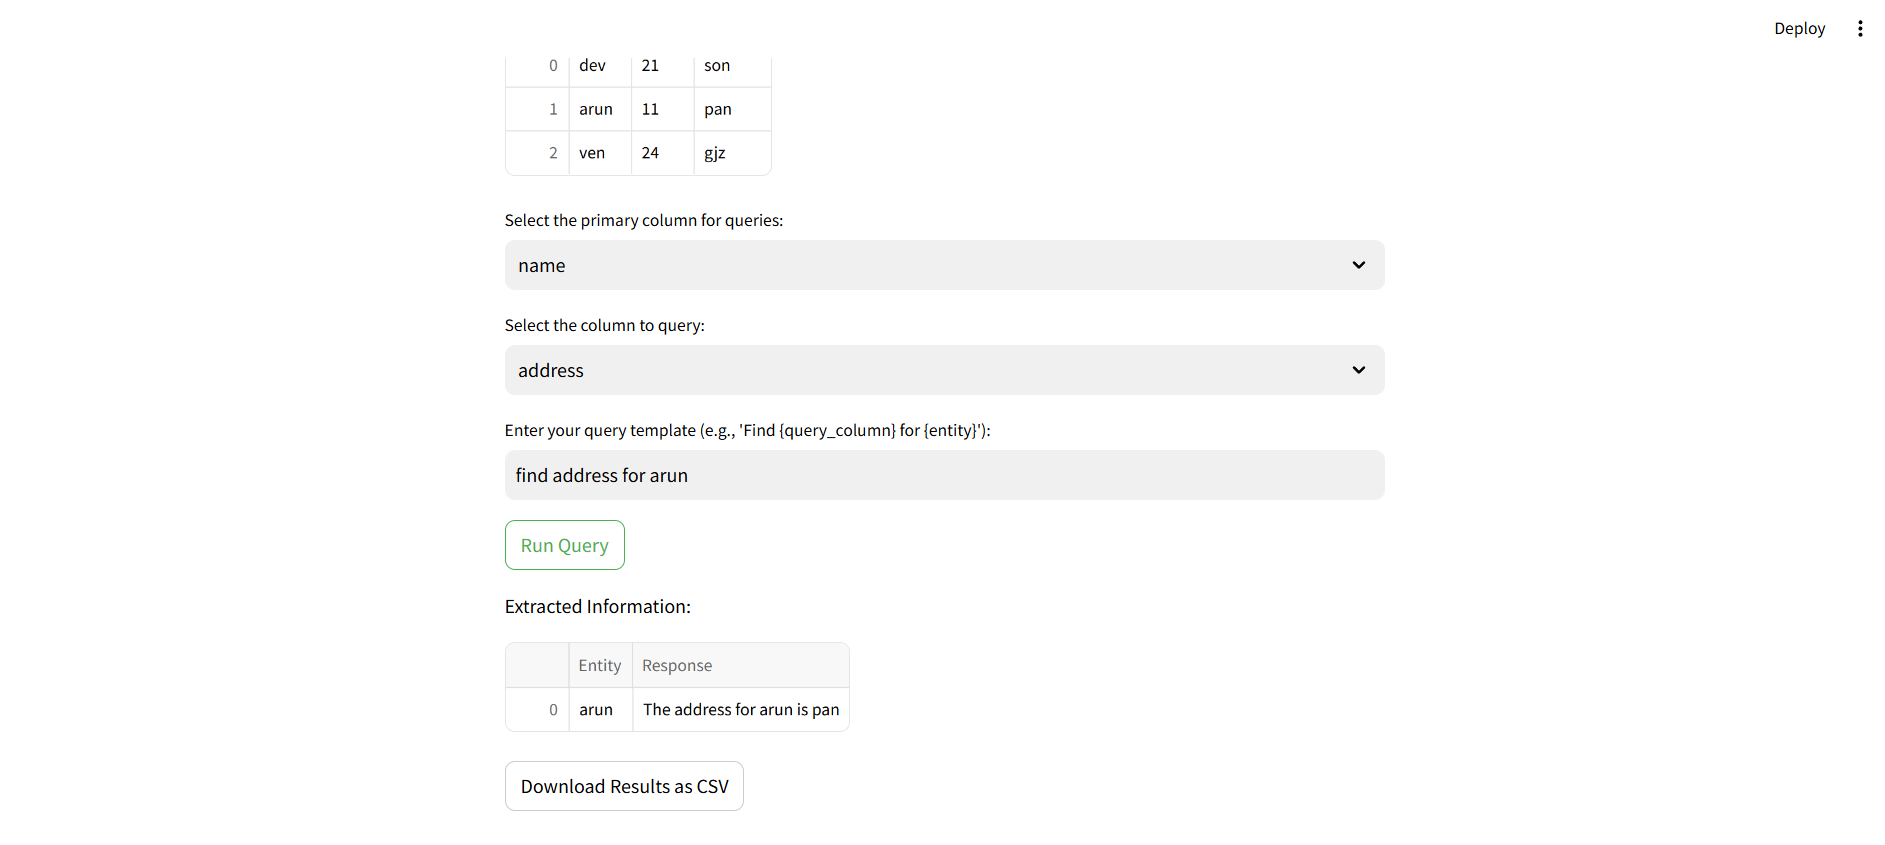 Deploy
0 dev 21 son
1 arun 11 pan
2 ven 24 gjz
Select the primary column for queries:
name
Select the column to query:
address
Enter your query template (e.g., 'Find {query_column} for {entity}'):
find address for arun
Run Query
Extracted Information:
Entity Response
0 arun The address for arun is pan
Download Results as CSV